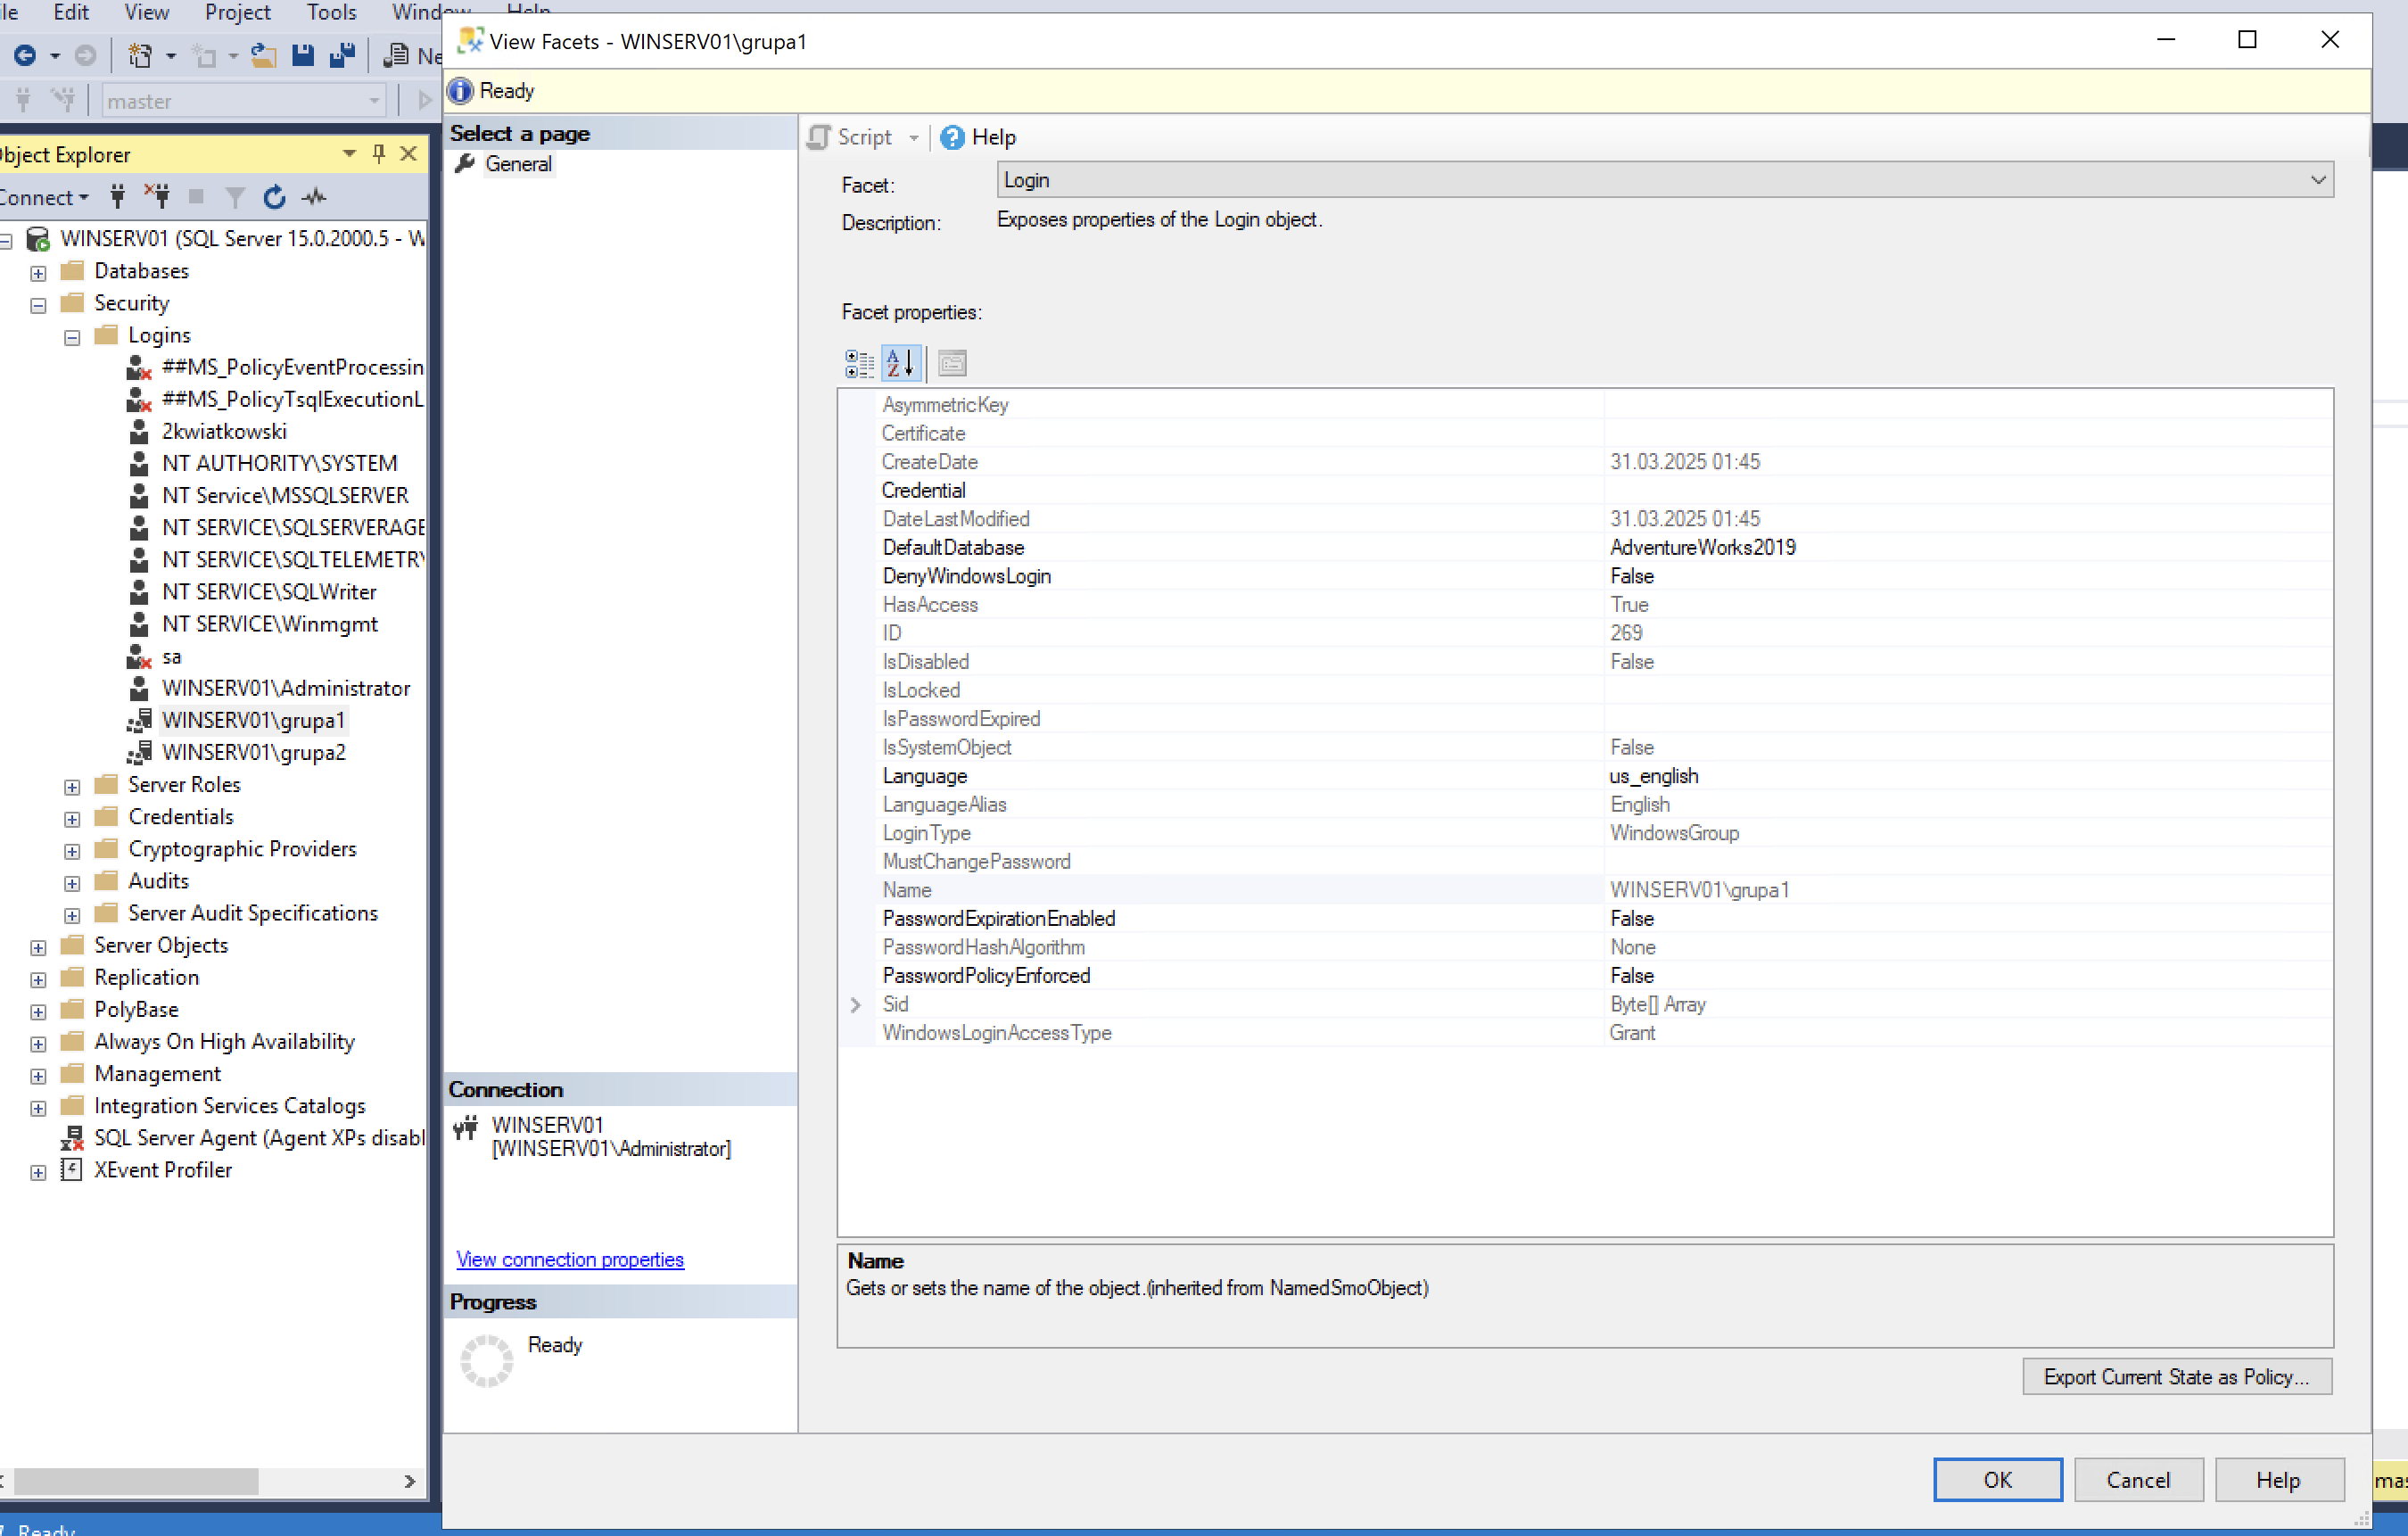 Edit View Project Tools
View Facets - WINSERV01\grupa1
master
Ready
Object Explorer
Connect
WINSERV01 (SQL Server 15.0.2000.5 - W
Databases
Security
Logins
##MS_PolicyEventProcessin
##MS_PolicyTsqlExecutionL
2kwiatkowski
NT AUTHORITY\SYSTEM
NT Service\MSSQLSERVER
NT SERVICE\SQLSERVERAGE
NT SERVICE\SQLTELEMETRY
NT SERVICE\SQLWriter
NT SERVICE\Winmgmt
sa
WINSERV01\Administrator
WINSERV01\grupa1
WINSERV01\grupa2
Server Roles
Credentials
Cryptographic Providers
Audits
Server Audit Specifications
Server Objects
Replication
PolyBase
Always On High Availability
Management
Integration Services Catalogs
SQL Server Agent (Agent XPs disabl
XEvent Profiler
Ready
Select a page
General
Connection
WINSERV01
[WINSERV01\Administrator]
View connection properties
Progress
Ready
Script Help
Facet: Login
Description: Exposes properties of the Login object.
Facet properties:
AsymmetricKey
Certificate
CreateDate 31.03.2025 01:45
Credential
DateLastModified 31.03.2025 01:45
DefaultDatabase AdventureWorks2019
DenyWindowsLogin False
HasAccess True
ID 269
IsDisabled False
IsLocked
IsPasswordExpired
IsSystemObject False
Language us_english
LanguageAlias English
LoginType WindowsGroup
MustChangePassword
Name WINSERV01\grupa1
PasswordExpirationEnabled False
PasswordHashAlgorithm None
PasswordPolicyEnforced False
Sid Byte[] Array
WindowsLoginAccessType Grant
Name
Gets or sets the name of the object.(inherited from NamedSmoObject)
Export Current State as Policy...
OK Cancel Help